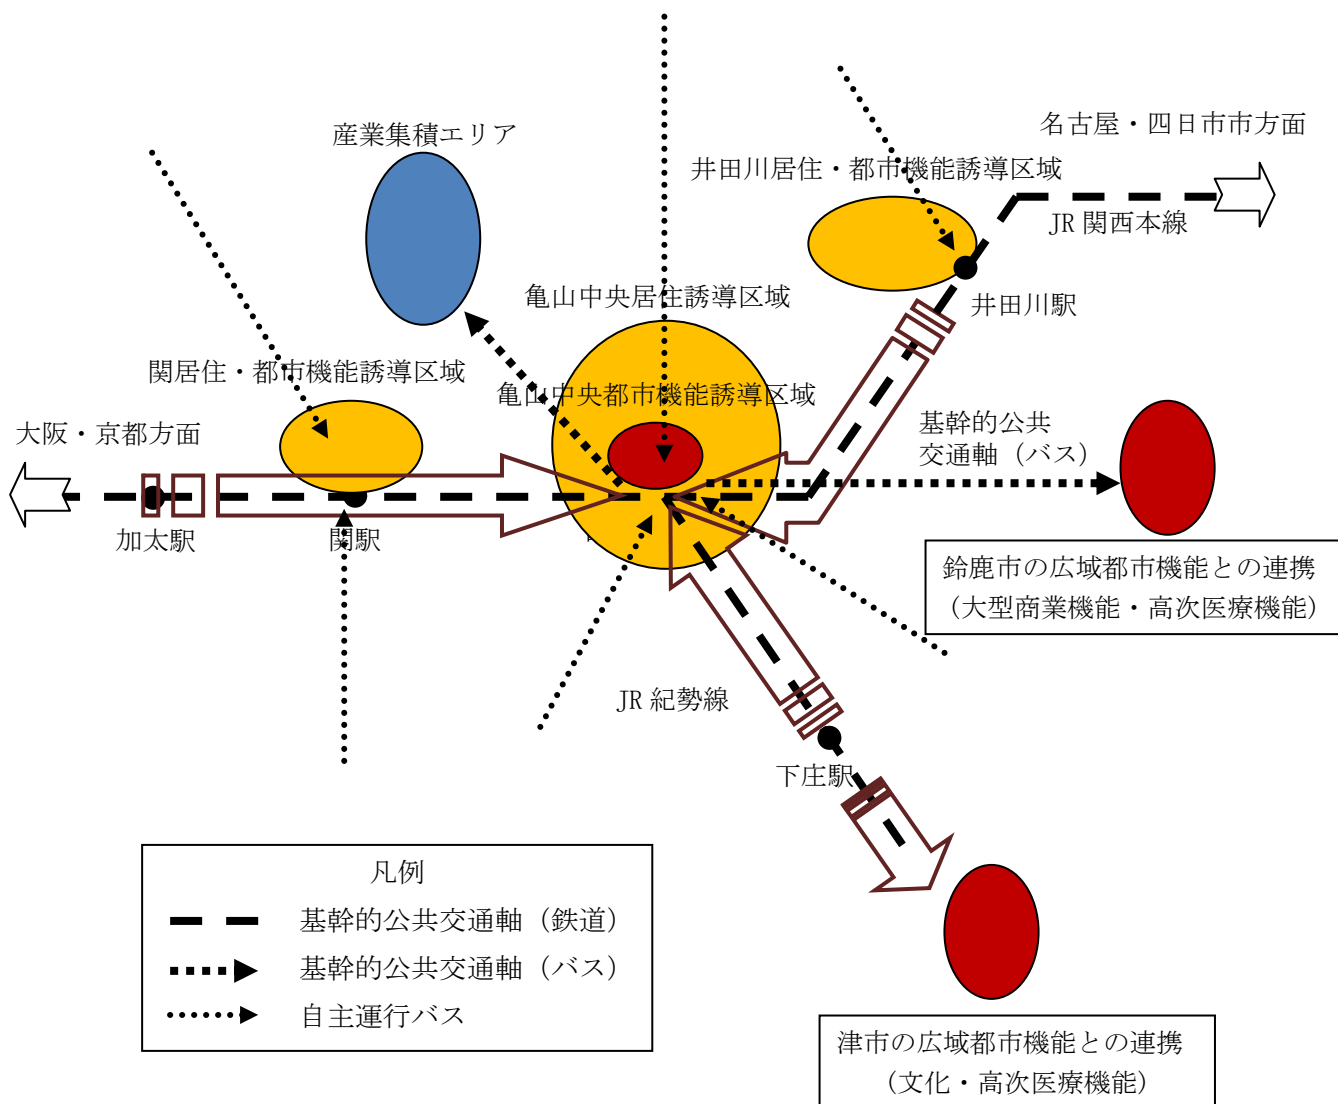 産業集積エリア
名古屋・四日市市方面
井田川居住・都市機能誘導区域
JR 関西本線
亀山中央居住誘導区域
井田川駅
関居住・都市機能誘導区域
亀山中央都市機能誘導区域
大阪・京都方面
基幹的公共
交通軸（バス）
加太駅
関駅
鈴鹿市の広域都市機能との連携
（大型商業機能・高次医療機能）
JR 紀勢線
下庄駅
凡例
基幹的公共交通軸（鉄道）
基幹的公共交通軸（バス）
自主運行バス
津市の広域都市機能との連携
（文化・高次医療機能）